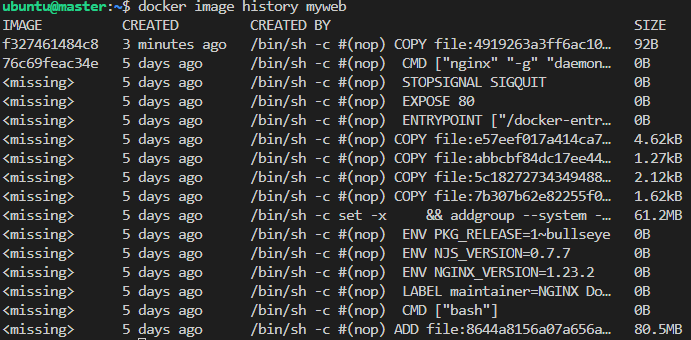 ubuntu@master:~$ docker image history myweb
IMAGE CREATED CREATED BY SIZE
f327461484c8 3 minutes ago /bin/sh -c #(nop) COPY file:4919263a3ff6ac10… 92B
76c69feac34e 5 days ago /bin/sh -c #(nop) CMD ["nginx" "-g" "daemon… 0B
<missing> 5 days ago /bin/sh -c #(nop) STOPSIGNAL SIGQUIT 0B
<missing> 5 days ago /bin/sh -c #(nop) EXPOSE 80 0B
<missing> 5 days ago /bin/sh -c #(nop) ENTRYPOINT ["/docker-entr… 0B
<missing> 5 days ago /bin/sh -c #(nop) COPY file:e57eef017a414ca7… 4.62kB
<missing> 5 days ago /bin/sh -c #(nop) COPY file:abbcbf84dc17ee44… 1.27kB
<missing> 5 days ago /bin/sh -c #(nop) COPY file:5c18272734349488… 2.12kB
<missing> 5 days ago /bin/sh -c #(nop) COPY file:7b307b62e82255f0… 1.62kB
<missing> 5 days ago /bin/sh -c set -x && addgroup --system -… 61.2MB
<missing> 5 days ago /bin/sh -c #(nop) ENV PKG_RELEASE=1~bullseye 0B
<missing> 5 days ago /bin/sh -c #(nop) ENV NJS_VERSION=0.7.7 0B
<missing> 5 days ago /bin/sh -c #(nop) ENV NGINX_VERSION=1.23.2 0B
<missing> 5 days ago /bin/sh -c #(nop) LABEL maintainer=NGINX Do… 0B
<missing> 5 days ago /bin/sh -c #(nop) CMD ["bash"] 0B
<missing> 5 days ago /bin/sh -c #(nop) ADD file:8644a8156a07a656a… 80.5MB